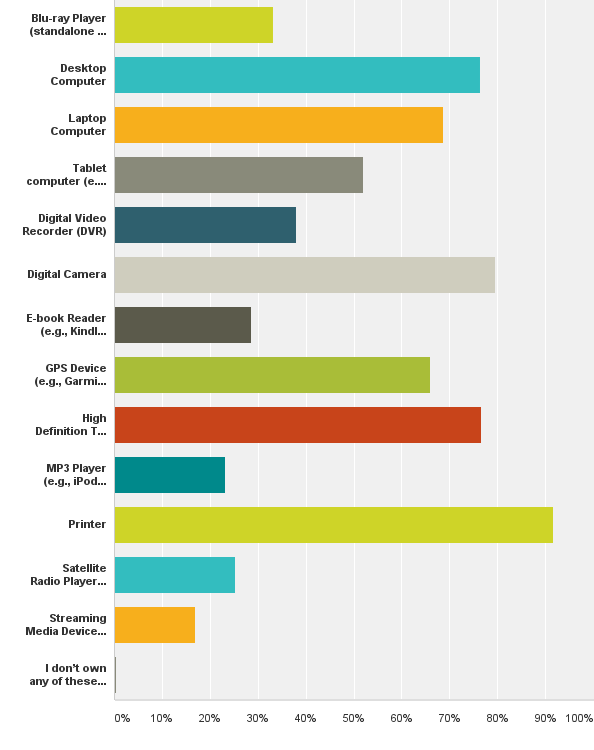 Blu-ray Player
(standalone ...
Desktop
Computer
Laptop
Computer
Tablet
computer (e....
Digital Video
Recorder (DVR)
Digital Camera
E-book Reader
(e.g., Kindl...
GPS Device
(e.g., Garmi...
High
Definition T...
MP3 Player
(e.g., iPod...
Printer
Satellite
Radio Player...
Streaming
Media Device...
I don't own
any of these...
0% 10% 20% 30% 40% 50% 60% 70% 80% 90% 100%